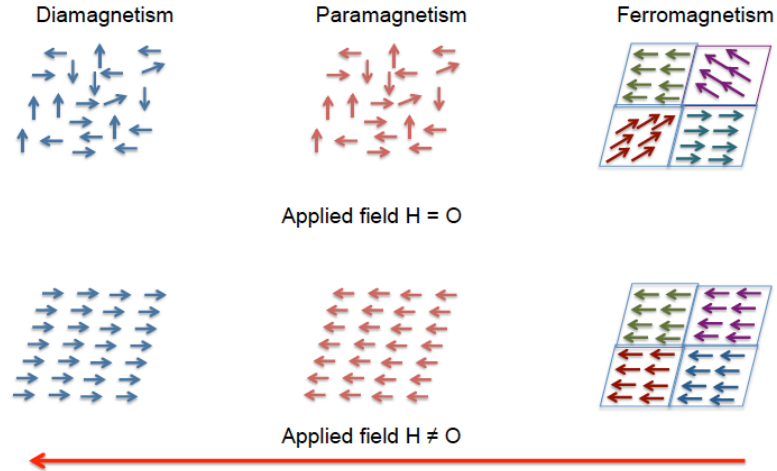 Diamagnetism
Paramagnetism
Ferromagnetism
Applied field H = O
Applied field H ≠ O